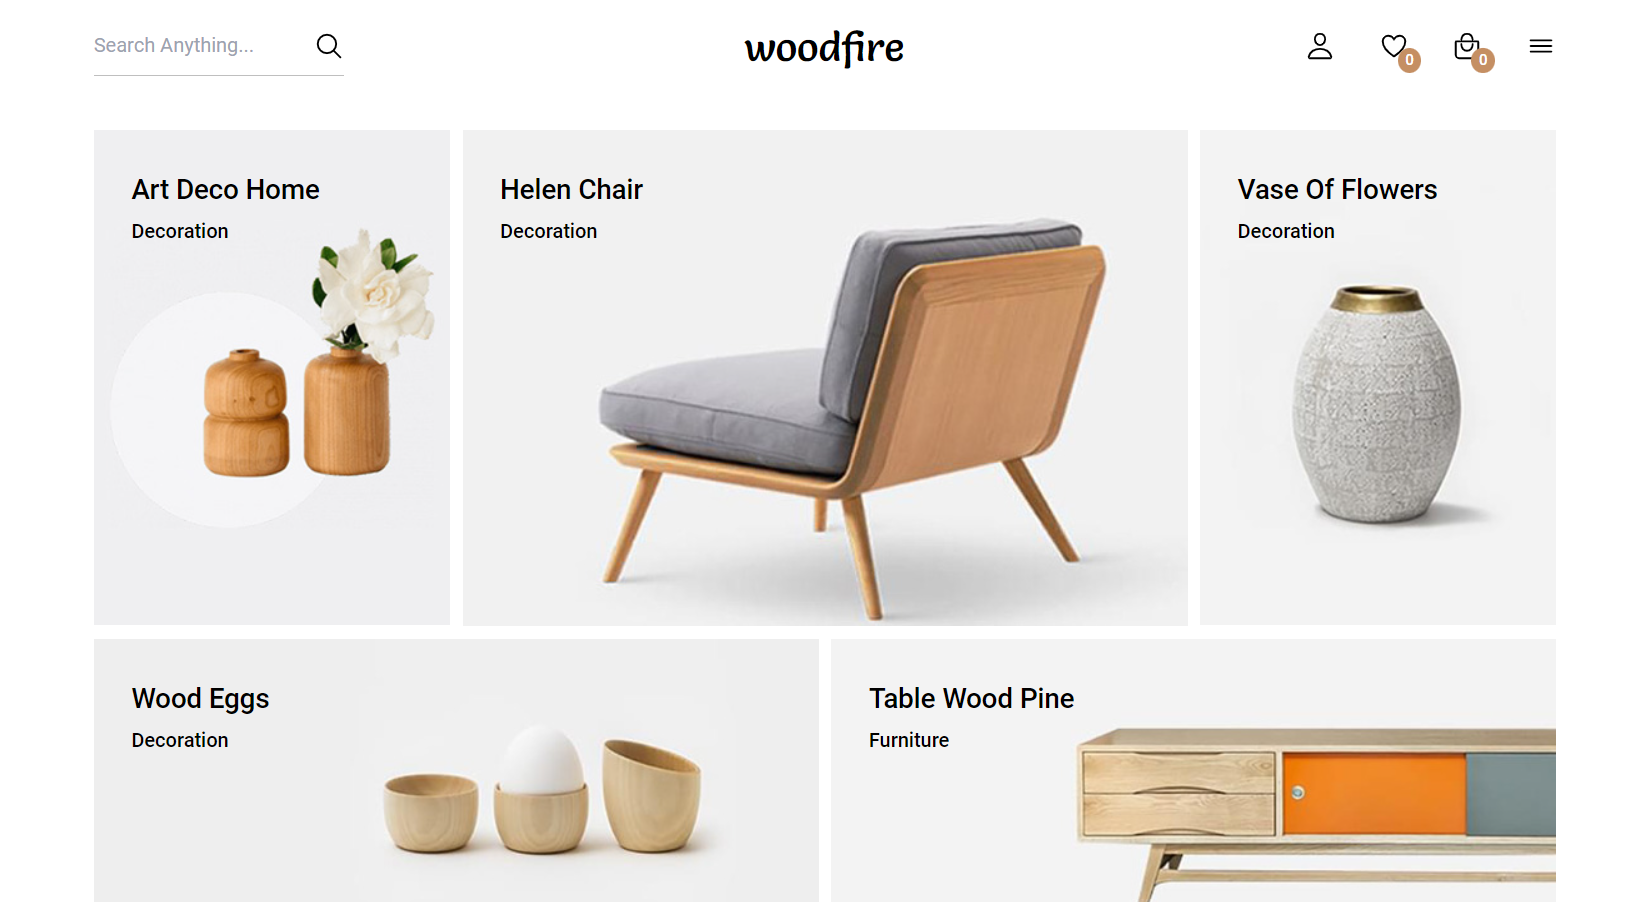 Search Anything...
woodfire
0
0
Art Deco Home
Decoration
Helen Chair
Decoration
Vase Of Flowers
Decoration
Wood Eggs
Decoration
Table Wood Pine
Furniture